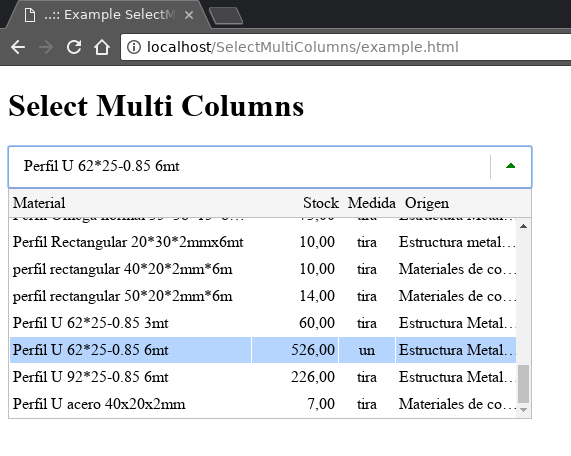 ..:: Example SelectM
localhost/SelectMultiColumns/example.html
Select Multi Columns
Perfil U 62*25-0.85 6mt
Material Stock Medida Origen
Perfil Rectangular 20*30*2mmx6mt 10,00 tira Estructura metal…
perfil rectangular 40*20*2mm*6m 10,00 tira Materiales de co…
perfil rectangular 50*20*2mm*6m 14,00 tira Materiales de co…
Perfil U 62*25-0.85 3mt 60,00 tira Estructura Metal…
Perfil U 62*25-0.85 6mt 526,00 un Estructura Metal…
Perfil U 92*25-0.85 6mt 226,00 tira Estructura Metal…
Perfil U acero 40x20x2mm 7,00 tira Materiales de co…